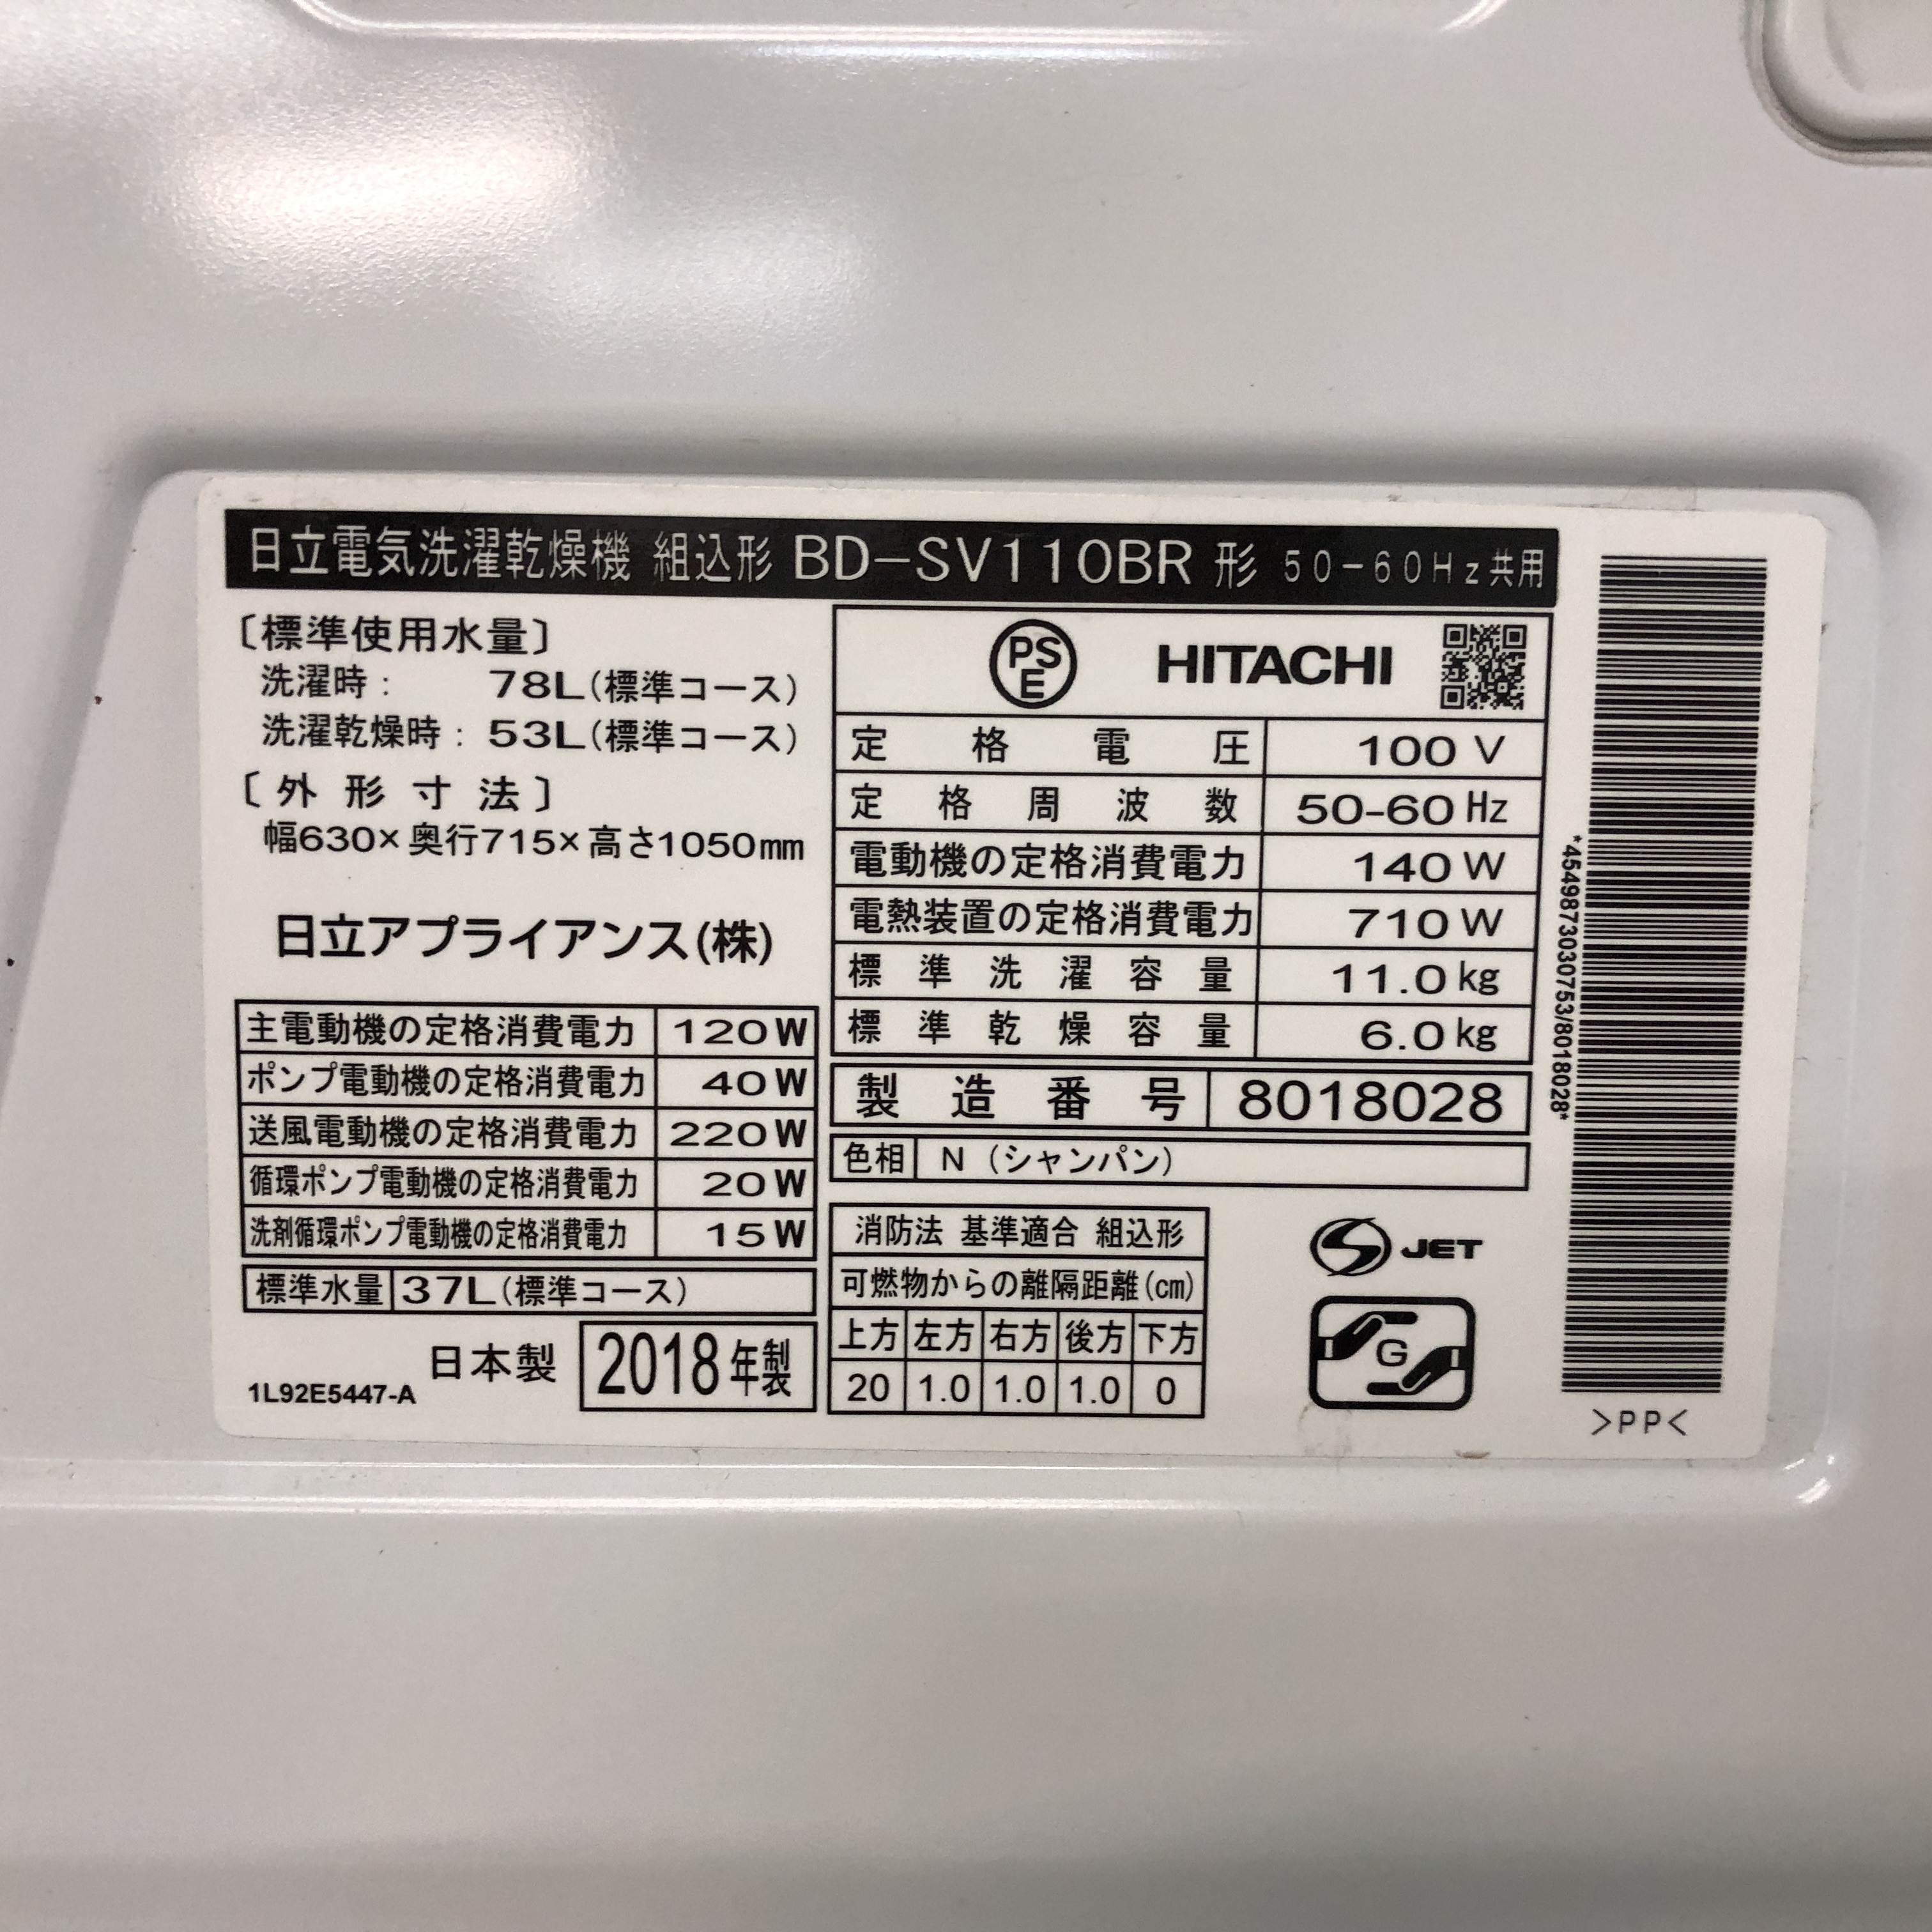 日立電気洗濯乾燥機 組込形 BD-SV110BR 形 50-60Hz共用
〔標準使用水量〕
洗濯時: 78L(標準コース)
洗濯乾燥時: 53L(標準コース)
〔外形寸法〕
幅630×奥行715×高さ1050mm
日立アプライアンス(株)
主電動機の定格消費電力 120W
ポンプ電動機の定格消費電力 40W
送風電動機の定格消費電力 220W
循環ポンプ電動機の定格消費電力 20W
洗剤循環ポンプ電動機の定格消費電力 15W
標準水量 37L(標準コース)
日本製 2018年製
1L92E5447-A
PSE HITACHI
定格電圧 100V
定格周波数 50-60Hz
電動機の定格消費電力 140W
電熱装置の定格消費電力 710W
標準洗濯容量 11.0kg
標準乾燥容量 6.0kg
製造番号 8018028
色相 N(シャンパン)
消防法 基準適合 組込形
可燃物からの離隔距離(cm)
上方 左方 右方 後方 下方
20 1.0 1.0 1.0 0
S JET
G
*4549873030753/8018028*
>PP<